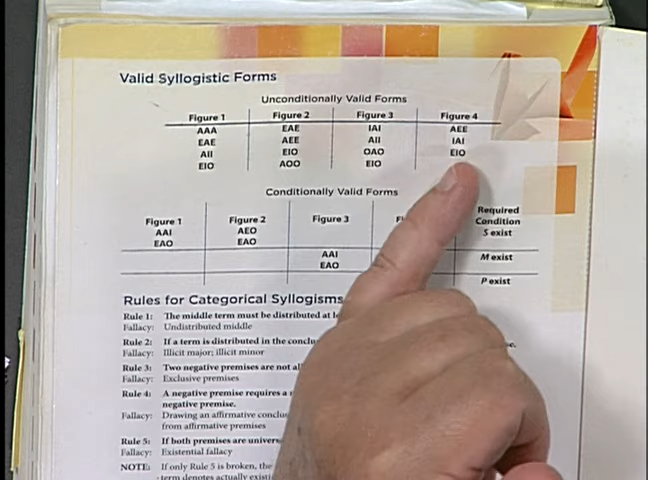 Valid Syllogistic Forms
Unconditionally Valid Forms
Figure 1 Figure 2 Figure 3 Figure 4
AAA EAE IAI AEE
EAE AEE AII IAI
AII EIO OAO EIO
EIO AOO EIO
Conditionally Valid Forms
Figure 1 Figure 2 Figure 3 Required Condition
AAI AEO S exist
EAO EAO
AAI M exist
EAO
P exist
Rules for Categorical Syllogisms
Rule 1: The middle term must be distributed at
Fallacy: Undistributed middle
Rule 2: If a term is distributed in the
Fallacy: Illicit major; illicit minor
Rule 3: Two negative premises are not
Fallacy: Exclusive premises
Rule 4: A negative premise requires a
negative premise.
Fallacy: Drawing an affirmative
from affirmative premises
Rule 5: If both premises are
Fallacy: Existential fallacy
NOTE: If only Rule 5 is broken, the
term denotes actually